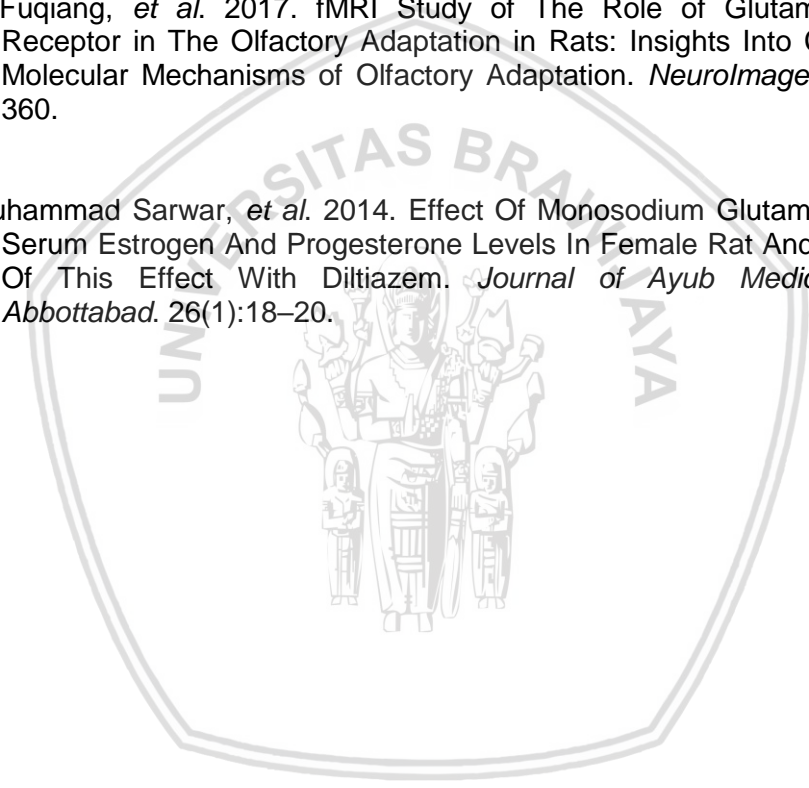 Fuqiang, et al. 2017. fMRI Study of The Role of Glutam
Receptor in The Olfactory Adaptation in Rats: Insights Into
Molecular Mechanisms of Olfactory Adaptation. NeuroImage
360.
uhammad Sarwar, et al. 2014. Effect Of Monosodium Glutam
Serum Estrogen And Progesterone Levels In Female Rat And
Of This Effect With Diltiazem. Journal of Ayub Medic
Abbottabad. 26(1):18–20.
UNIVERSITAS BRAWIJAYA